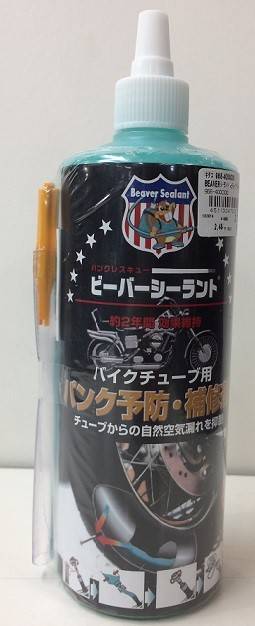 Beaver Sealant
パンクレスキュー
ビーバーシーラント
約2年間 効果維持
バイクチューブ用
パンク予防・補修
チューブからの自然空気漏れを抑